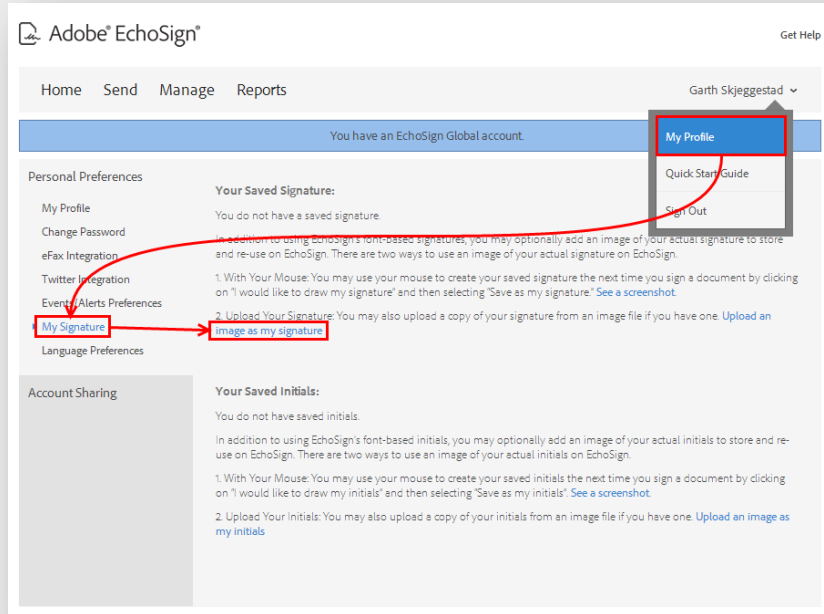 Adobe® EchoSign®
Get Help
Home Send Manage Reports
Garth Skjeggestad
You have an EchoSign Global account.
My Profile
Quick Start Guide
Sign Out
Personal Preferences
My Profile
Change Password
eFax Integration
Twitter Integration
Events/Alerts Preferences
My Signature
Language Preferences
Account Sharing
Your Saved Signature:
You do not have a saved signature.
In addition to using EchoSign's font-based signatures, you may optionally add an image of your actual signature to store
and re-use on EchoSign. There are two ways to use an image of your actual signature on EchoSign.
1. With Your Mouse: You may use your mouse to create your saved signature the next time you sign a document by clicking
on "I would like to draw my signature" and then selecting "Save as my signature." See a screenshot.
2. Upload Your Signature: You may also upload a copy of your signature from an image file if you have one. Upload an
image as my signature
Your Saved Initials:
You do not have saved initials.
In addition to using EchoSign's font-based initials, you may optionally add an image of your actual initials to store and re-
use on EchoSign. There are two ways to use an image of your actual initials on EchoSign.
1. With Your Mouse: You may use your mouse to create your saved initials the next time you sign a document by clicking
on "I would like to draw my initials" and then selecting "Save as my initials". See a screenshot.
2. Upload Your Initials: You may also upload a copy of your initials from an image file if you have one. Upload an image as
my initials